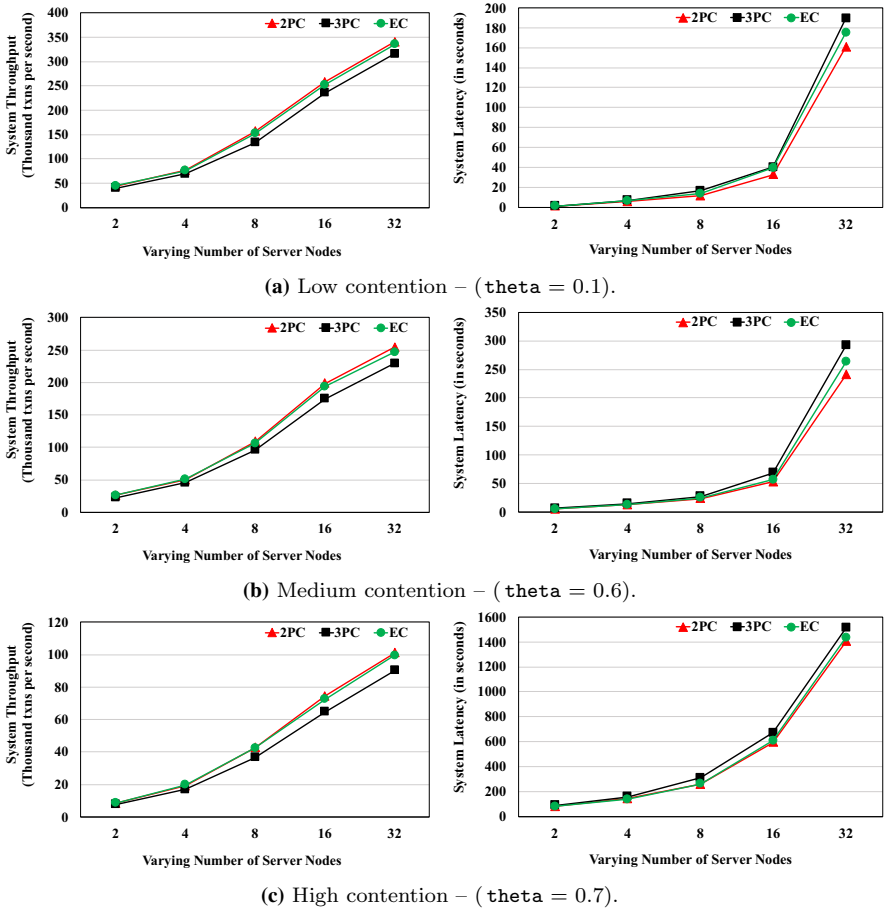 System Throughput
(Thousand txns per second)
400
350
300
250
200
150
100
50
0
2PC 3PC EC
2 4 8 16 32
Varying Number of Server Nodes
System Latency (in seconds)
200
180
160
140
120
100
80
60
40
20
0
2PC 3PC EC
2 4 8 16 32
Varying Number of Server Nodes
(a) Low contention – (theta = 0.1).
System Throughput
(Thousand txns per second)
300
250
200
150
100
50
0
2PC 3PC EC
2 4 8 16 32
Varying Number of Server Nodes
System Latency (in seconds)
350
300
250
200
150
100
50
0
2PC 3PC EC
2 4 8 16 32
Varying Number of Server Nodes
(b) Medium contention – (theta = 0.6).
System Throughput
(Thousand txns per second)
120
100
80
60
40
20
0
2PC 3PC EC
2 4 8 16 32
Varying Number of Server Nodes
System Latency (in seconds)
1600
1400
1200
1000
800
600
400
200
0
2PC 3PC EC
2 4 8 16 32
Varying Number of Server Nodes
(c) High contention – (theta = 0.7).